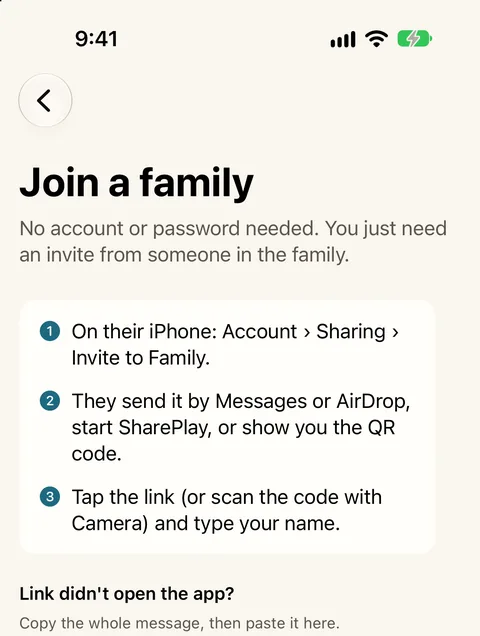 9:41
Join a family
No account or password needed. You just need
an invite from someone in the family.
1 On their iPhone: Account › Sharing ›
Invite to Family.
2 They send it by Messages or AirDrop,
start SharePlay, or show you the QR
code.
3 Tap the link (or scan the code with
Camera) and type your name.
Link didn't open the app?
Copy the whole message, then paste it here.